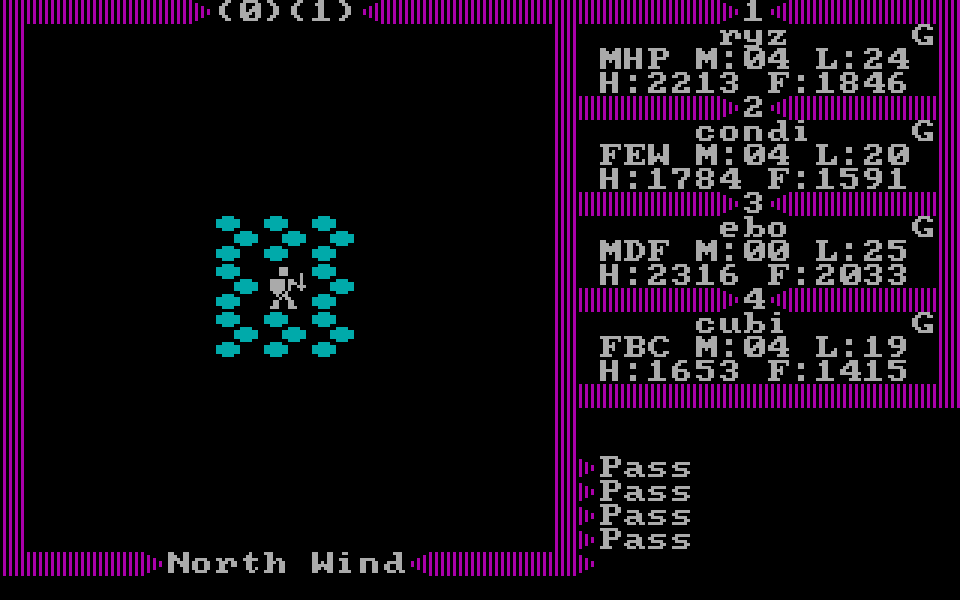 (0)(1)
North Wind
1
ryz G
MHP M:04 L:24
H:2213 F:1846
2
condi G
FEW M:04 L:20
H:1784 F:1591
3
ebo G
MDF M:00 L:25
H:2316 F:2033
4
cubi G
FBC M:04 L:19
H:1653 F:1415
Pass
Pass
Pass
Pass